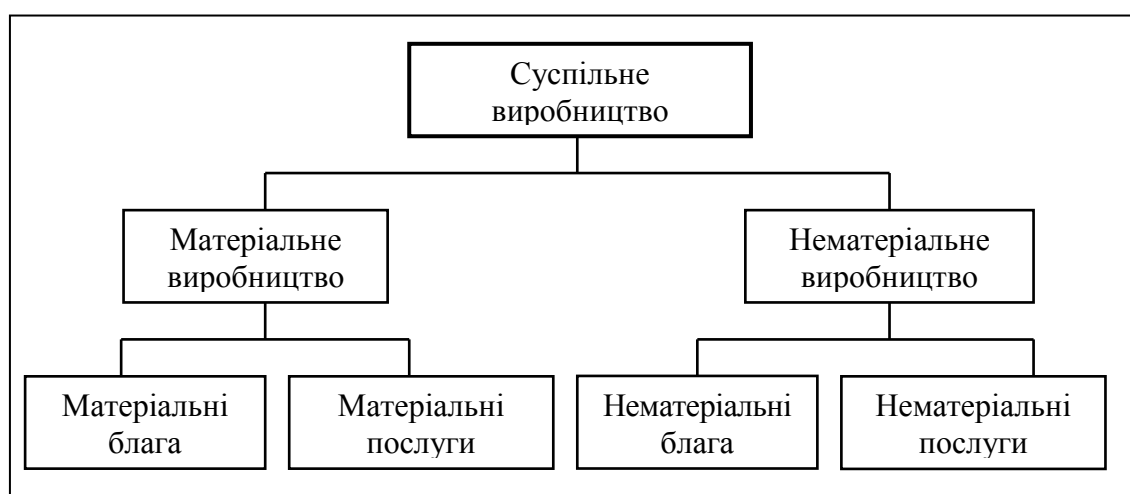 Суспільне
виробництво
Матеріальне
виробництво
Нематеріальне
виробництво
Матеріальні
блага
Матеріальні
послуги
Нематеріальні
блага
Нематеріальні
послуги